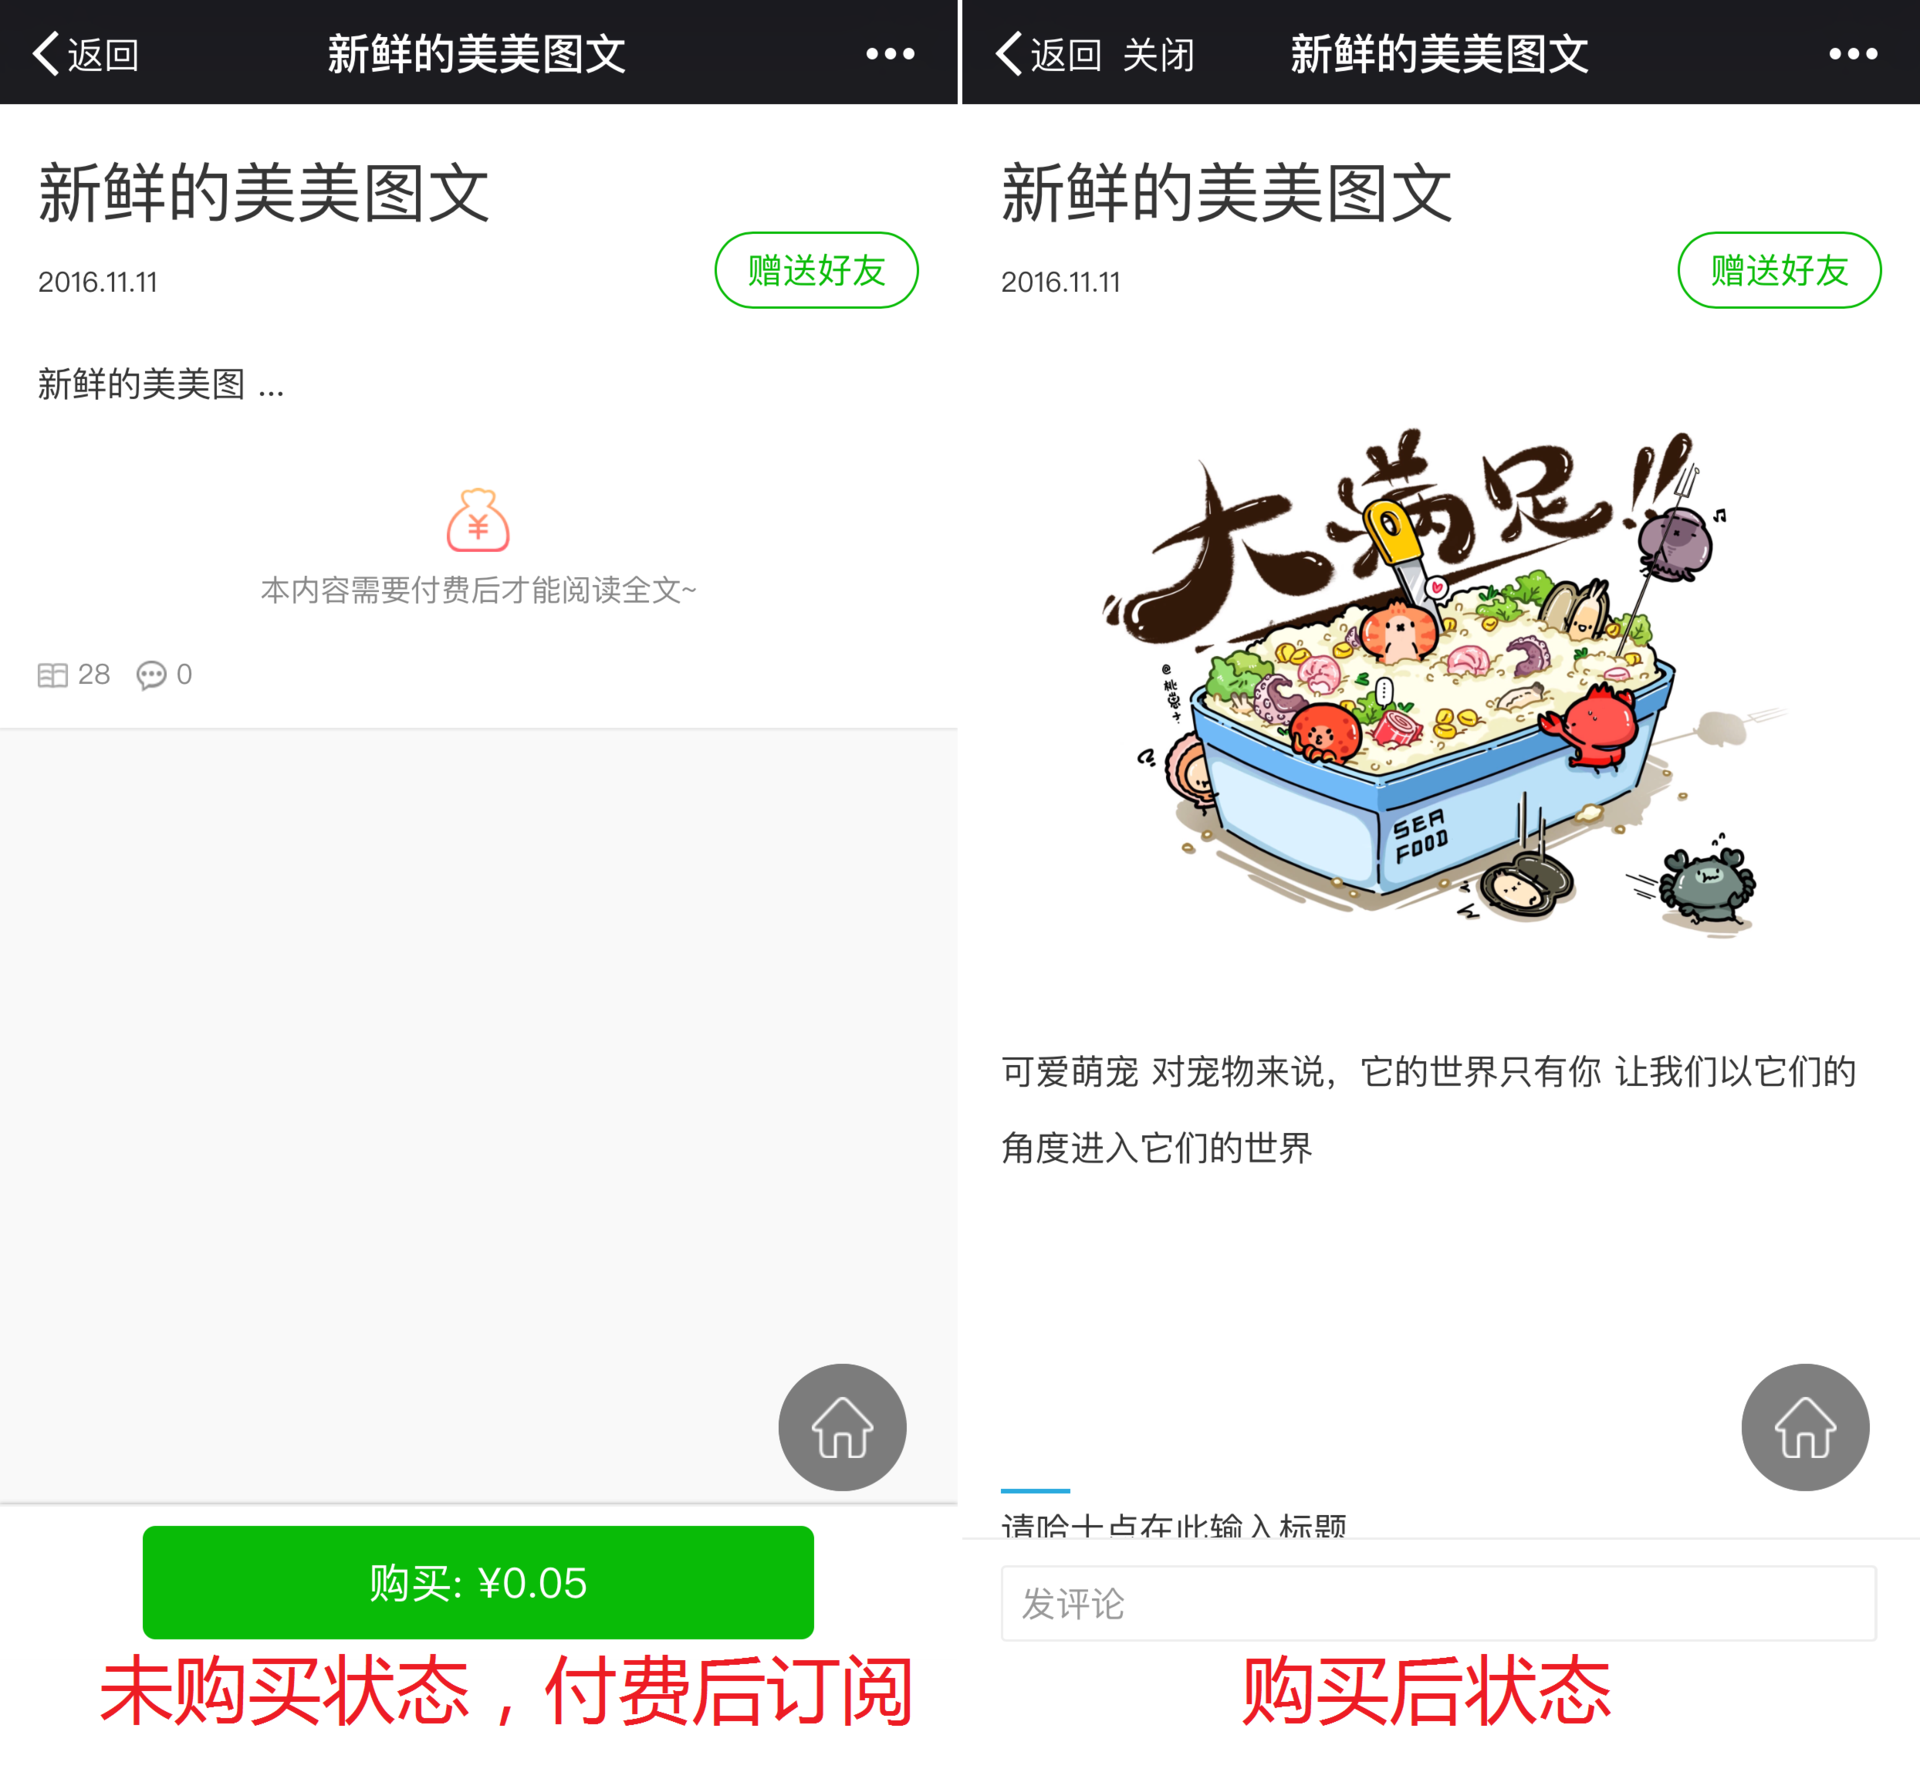 返回
新鲜的美美图文
新鲜的美美图文
2016.11.11
赠送好友
新鲜的美美图 ...
¥
本内容需要付费后才能阅读全文~
28
0
购买: ¥0.05
未购买状态，付费后订阅
返回 关闭
新鲜的美美图文
新鲜的美美图文
2016.11.11
赠送好友
大满足!!
SEA
FOOD
可爱萌宠 对宠物来说，它的世界只有你 让我们以它们的
角度进入它们的世界
请哈士点在此输入标题
发评论
购买后状态